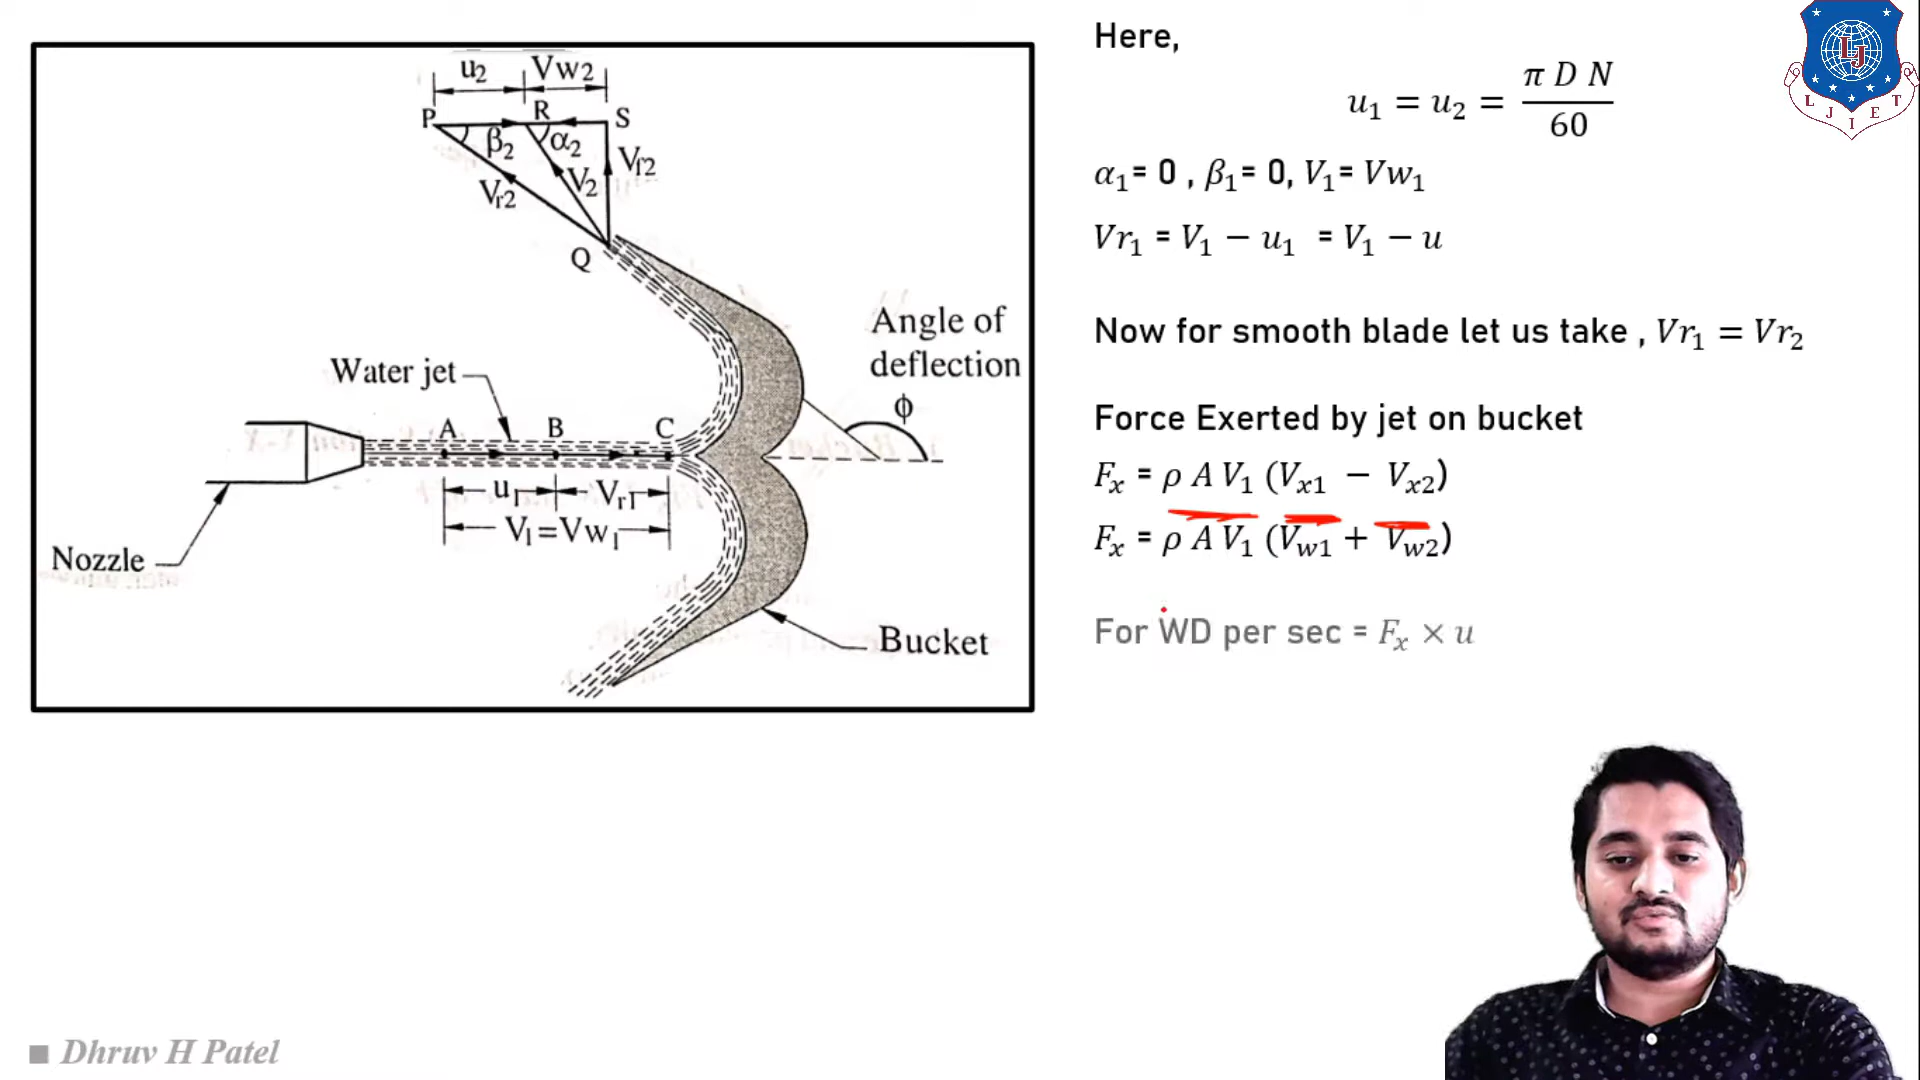 u2 Vw2
P R S
β2 α2
Vr2 V2 Vf2
Q
Angle of
deflection
ϕ
Water jet
A B C
u1 Vr1
V1=Vw1
Nozzle
Bucket
Here,
u₁ = u₂ = π D N / 60
α₁= 0 , β₁= 0, V₁= Vw₁
Vr₁ = V₁ − u₁ = V₁ − u
Now for smooth blade let us take , Vr₁ = Vr₂
Force Exerted by jet on bucket
Fₓ = ρ A V₁ (Vₓ₁ − Vₓ₂)
Fₓ = ρ A V₁ (V_w1 + V_w2)
For WD per sec = Fₓ × u
LJ
L J I E T
Dhruv H Patel